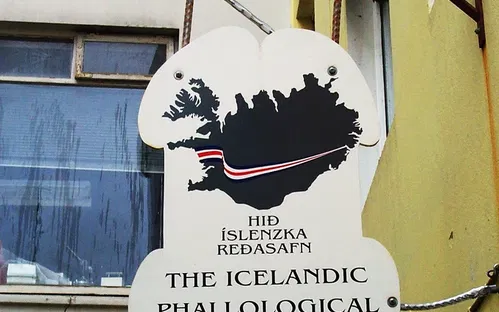 HIÐ
ÍSLENZKA
REÐASAFN
THE ICELANDIC
PHALLOLOGICAL